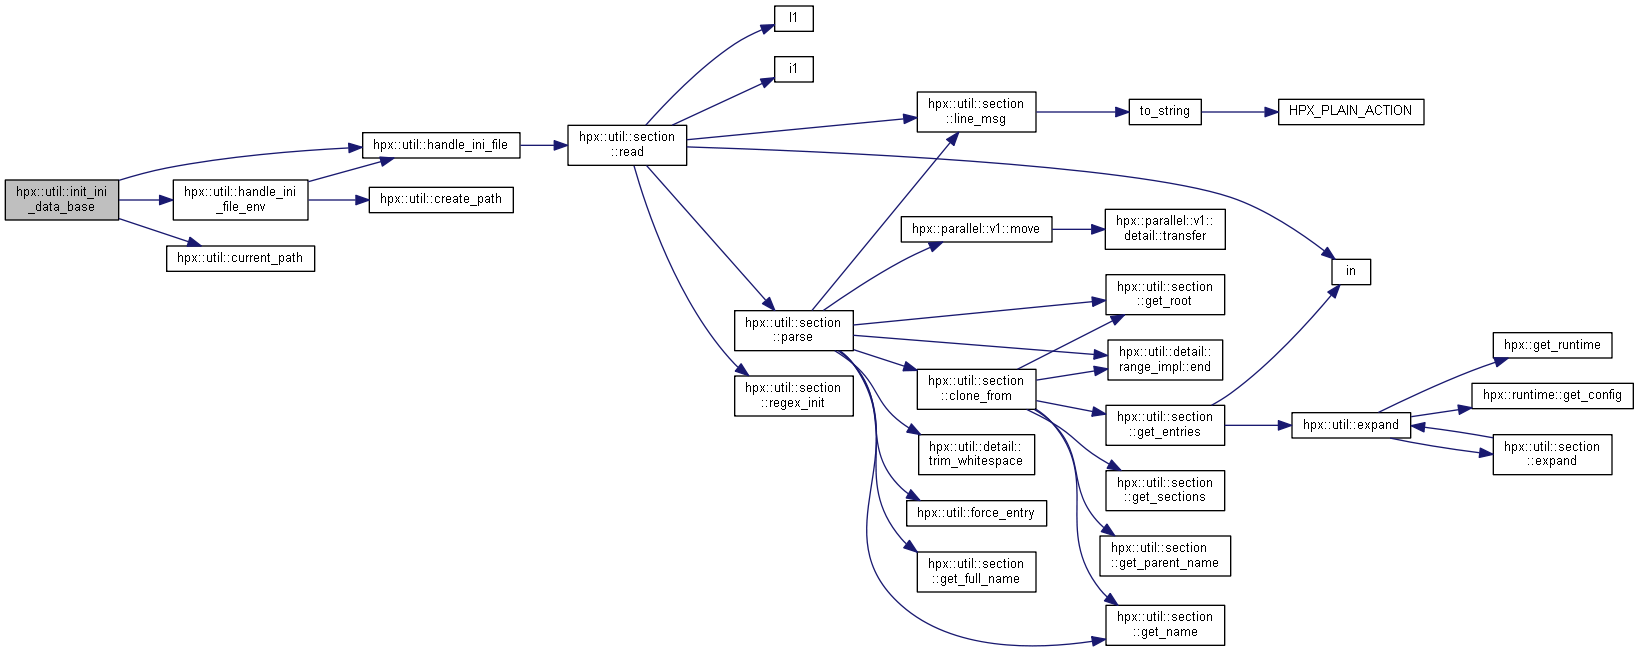 hpx::util::init_ini
_data_base
hpx::util::handle_ini_file
hpx::util::handle_ini
_file_env
hpx::util::create_path
hpx::util::current_path
hpx::util::section
::read
l1
i1
hpx::util::section
::line_msg
to_string
HPX_PLAIN_ACTION
hpx::util::section
::parse
hpx::util::section
::regex_init
hpx::parallel::v1::move
hpx::parallel::v1::
detail::transfer
in
hpx::util::section
::get_root
hpx::util::detail::
range_impl::end
hpx::util::section
::clone_from
hpx::util::section
::get_entries
hpx::util::expand
hpx::get_runtime
hpx::runtime::get_config
hpx::util::section
::expand
hpx::util::detail::
trim_whitespace
hpx::util::section
::get_sections
hpx::util::force_entry
hpx::util::section
::get_parent_name
hpx::util::section
::get_full_name
hpx::util::section
::get_name